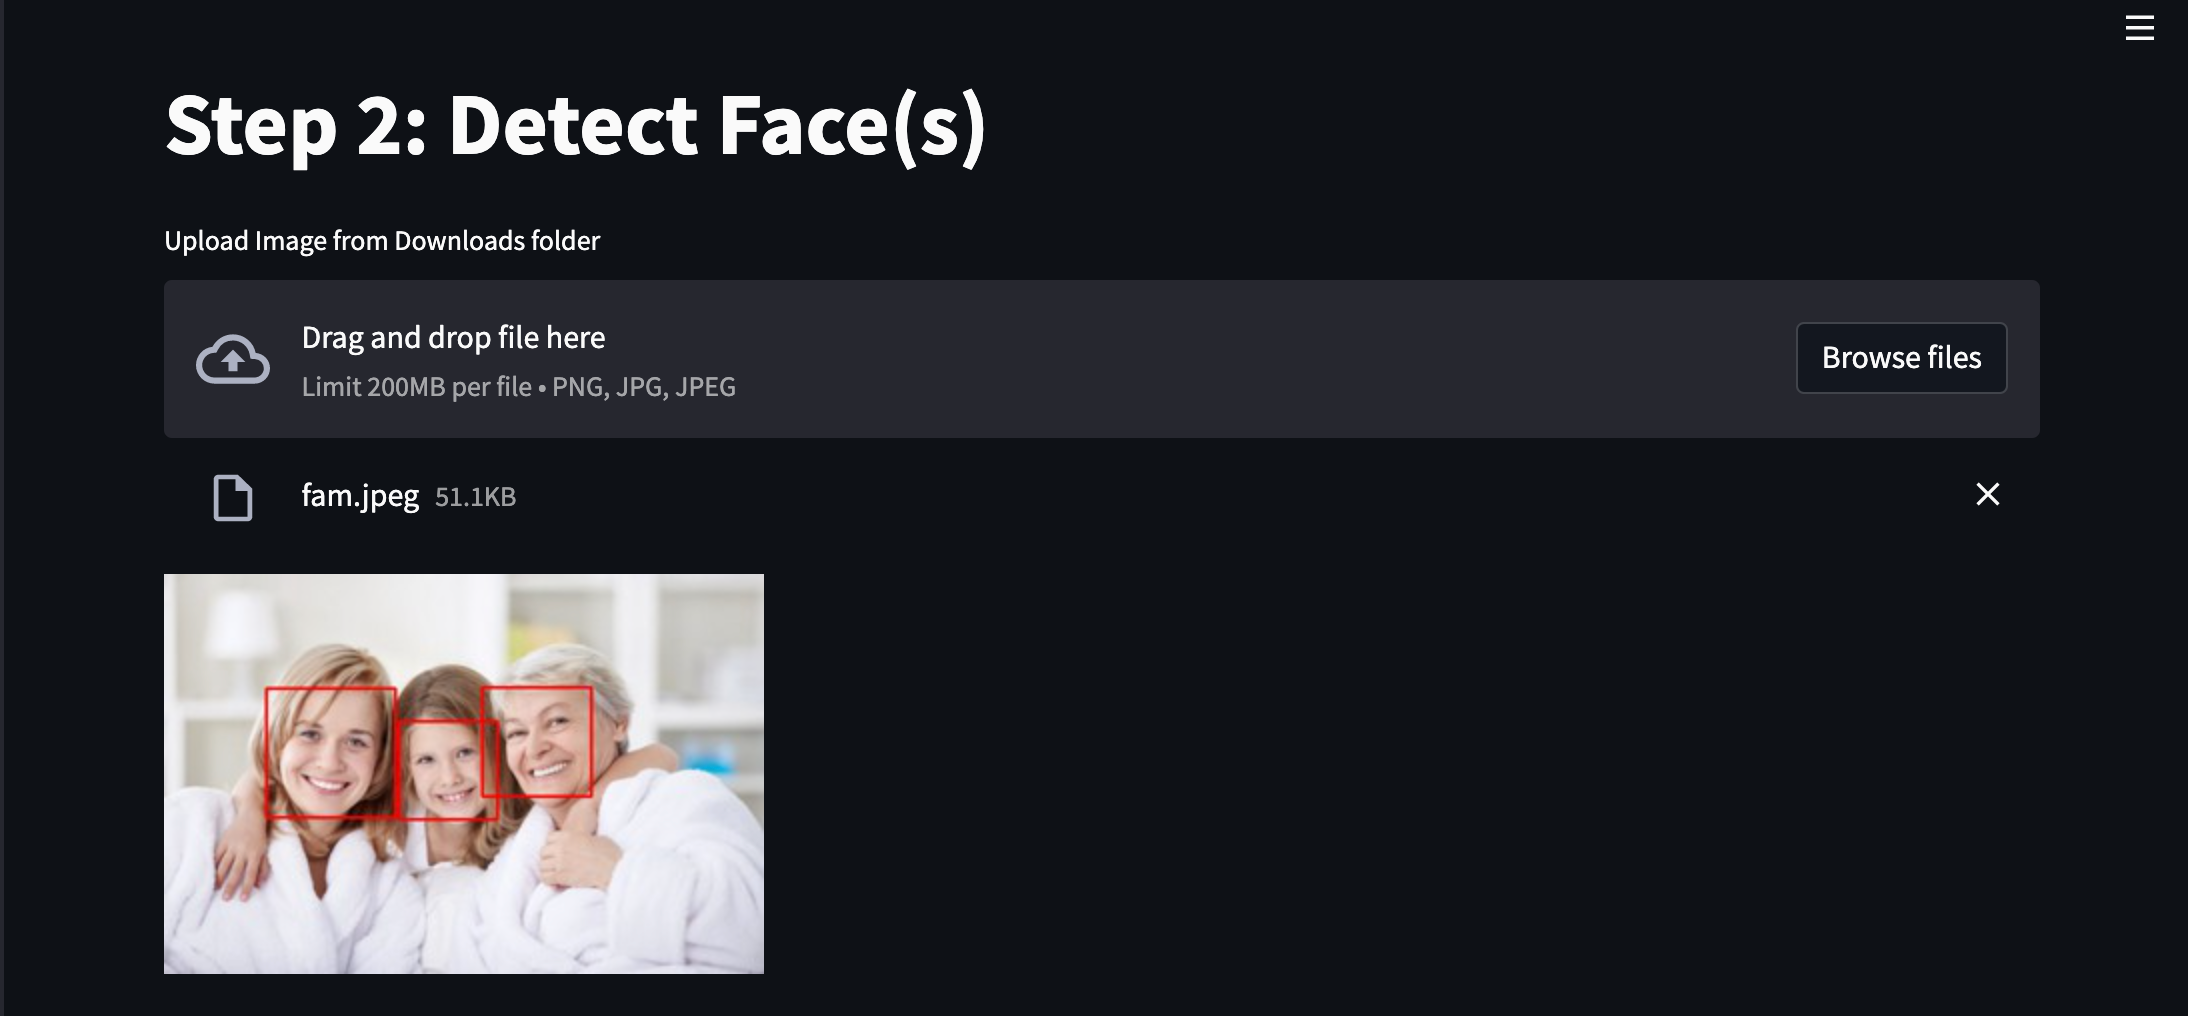 Step 2: Detect Face(s)
Upload Image from Downloads folder
Drag and drop file here
Limit 200MB per file • PNG, JPG, JPEG
Browse files
fam.jpeg 51.1KB